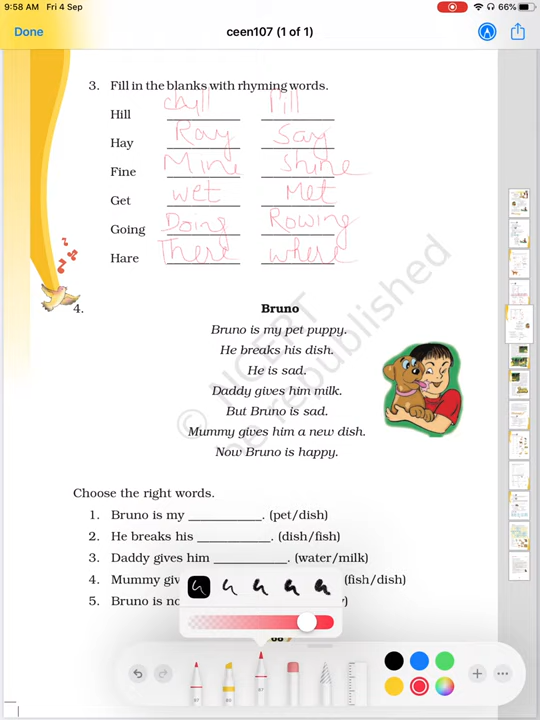 9:58 AM Fri 4 Sep 66%
Done ceen107 (1 of 1)
3. Fill in the blanks with rhyming words.
Hill chill
Hay Ray Say
Fine Mine Shine
Get wet Met
Going Doing Rowing
Hare There where
4. Bruno
Bruno is my pet puppy.
He breaks his dish.
He is sad.
Daddy gives him milk.
But Bruno is sad.
Mummy gives him a new dish.
Now Bruno is happy.
© NCERT
be republished
Choose the right words.
1. Bruno is my ___________. (pet/dish)
2. He breaks his ___________. (dish/fish)
3. Daddy gives him ___________. (water/milk)
4. Mummy giv (fish/dish)
5. Bruno is no )